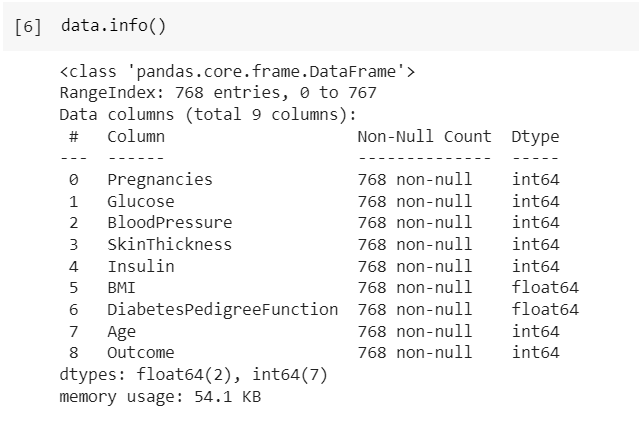 [6] data.info()
<class 'pandas.core.frame.DataFrame'>
RangeIndex: 768 entries, 0 to 767
Data columns (total 9 columns):
 #   Column                    Non-Null Count  Dtype
---  ------                    --------------  -----
 0   Pregnancies               768 non-null    int64
 1   Glucose                   768 non-null    int64
 2   BloodPressure             768 non-null    int64
 3   SkinThickness             768 non-null    int64
 4   Insulin                   768 non-null    int64
 5   BMI                       768 non-null    float64
 6   DiabetesPedigreeFunction  768 non-null    float64
 7   Age                       768 non-null    int64
 8   Outcome                   768 non-null    int64
dtypes: float64(2), int64(7)
memory usage: 54.1 KB